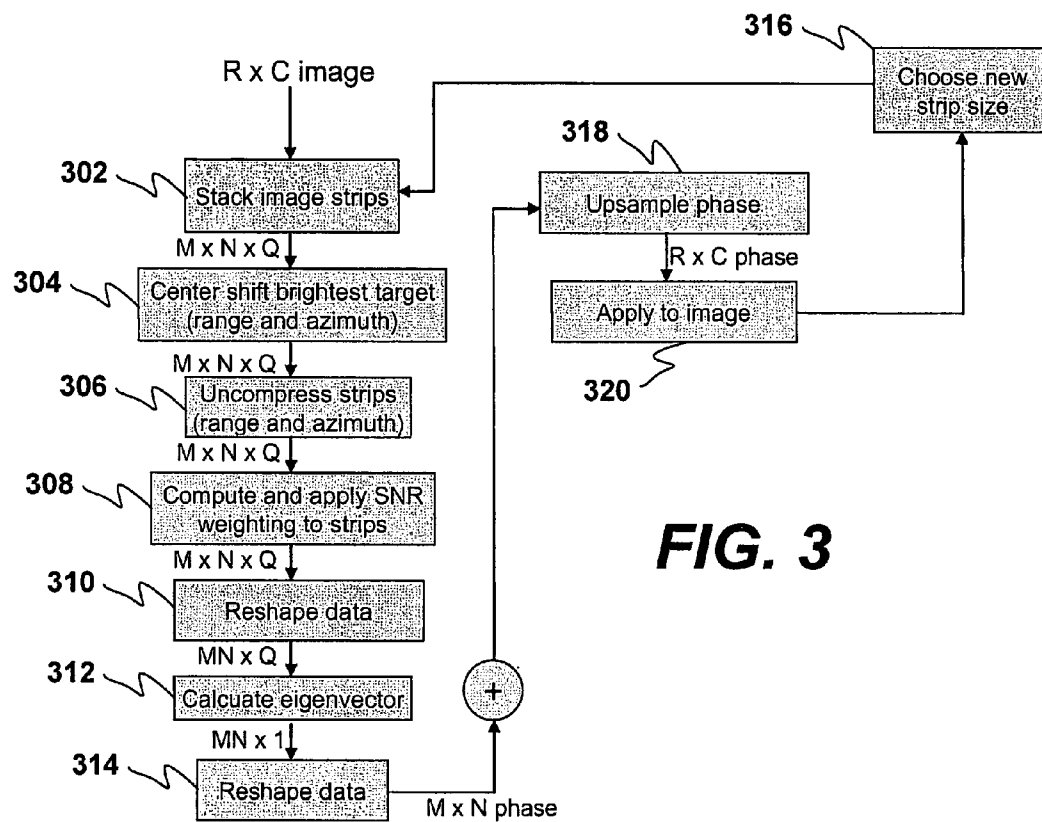 316
Choose new
strip size
R x C image
318
302
Stack image strips
Upsample phase
M x N x Q
R x C phase
304
Center shift brightest target
(range and azimuth)
Apply to image
320
M x N x Q
306
Uncompress strips
(range and azimuth)
M x N x Q
308
Compute and apply SNR
weighting to strips
FIG. 3
M x N x Q
310
Reshape data
MN x Q
312
Calcuate eigenvector
+
MN x 1
314
Reshape data
M x N phase